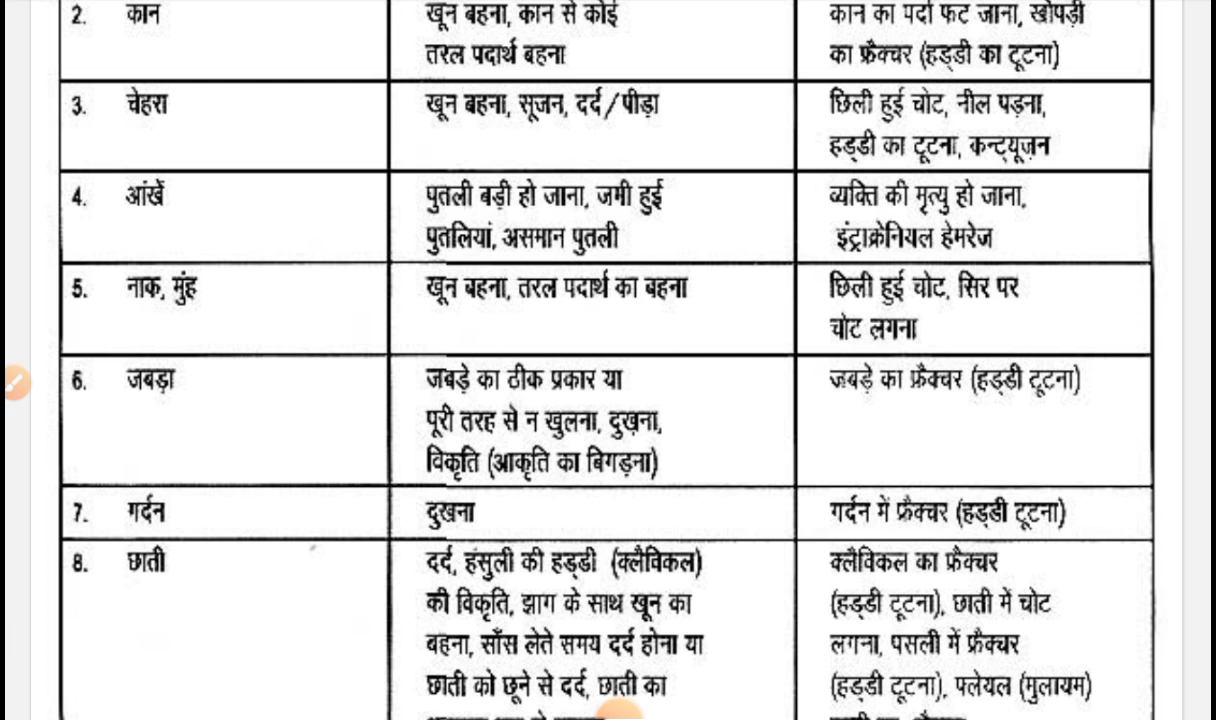 2. कान
खून बहना, कान से कोई
तरल पदार्थ बहना
कान का पर्दा फट जाना, खोपड़ी
का फ्रैक्चर (हड्डी का टूटना)
3. चेहरा
खून बहना, सूजन, दर्द/पीड़ा
छिली हुई चोट, नील पड़ना,
हड्डी का टूटना, कन्ट्यूज़न
4. आंखें
पुतली बड़ी हो जाना, जमी हुई
पुतलियां, असमान पुतली
व्यक्ति की मृत्यु हो जाना,
इंट्राक्रेनियल हेमरेज
5. नाक, मुंह
खून बहना, तरल पदार्थ का बहना
छिली हुई चोट, सिर पर
चोट लगना
6. जबड़ा
जबड़े का ठीक प्रकार या
पूरी तरह से न खुलना, दुखना,
विकृति (आकृति का बिगड़ना)
जबड़े का फ्रैक्चर (हड्डी टूटना)
7. गर्दन
दुखना
गर्दन में फ्रैक्चर (हड्डी टूटना)
8. छाती
दर्द, हंसुली की हड्डी (क्लैविकल)
की विकृति, झाग के साथ खून का
बहना, साँस लेते समय दर्द होना या
छाती को छूने से दर्द, छाती का
क्लैविकल का फ्रैक्चर
(हड्डी टूटना), छाती में चोट
लगना, पसली में फ्रैक्चर
(हड्डी टूटना), फ्लेयल (मुलायम)